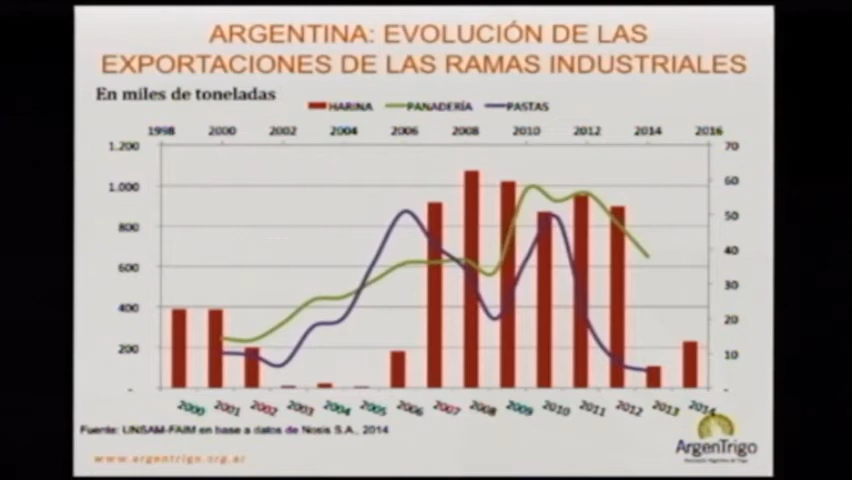 ARGENTINA: EVOLUCIÓN DE LAS
EXPORTACIONES DE LAS RAMAS INDUSTRIALES
En miles de toneladas
HARINA PANADERÍA PASTAS
1998 2000 2002 2004 2006 2008 2010 2012 2014 2016
1.200 70
1.000 60
800 50
600 40
400 30
200 20
10
- -
2000 2001 2002 2003 2004 2005 2006 2007 2008 2009 2010 2011 2012 2013 2014
Fuente: UNSAM-FAIM en base a datos de Nosis S.A., 2014
ArgenTrigo
www.argentrigo.org.ar